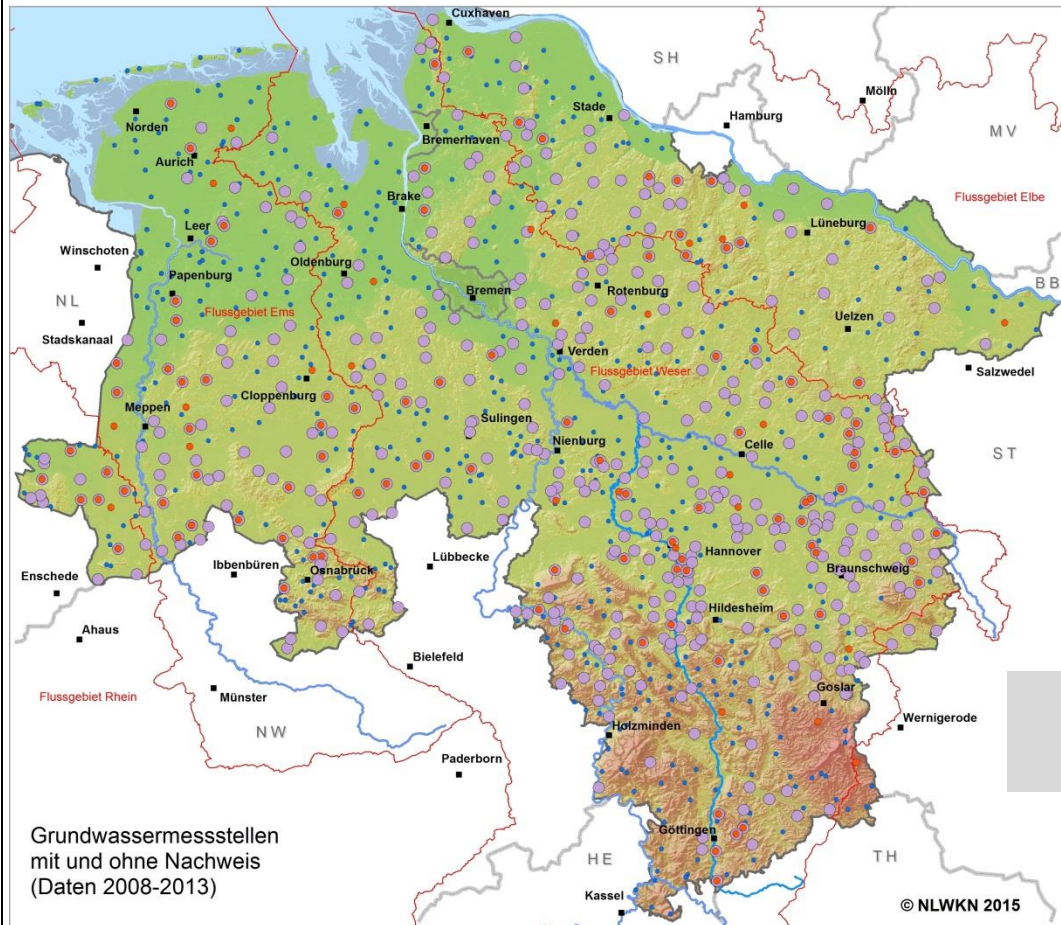 Cuxhaven
SH
Mölln
Norden
Stade
Hamburg
Bremerhaven
MV
Aurich
Brake
Flussgebiet Elbe
Leer
Lüneburg
Winschoten
Oldenburg
Papenburg
Bremen
Rotenburg
BB
NL
Flussgebiet Ems
Uelzen
Stadskanaal
Verden
Flussgebiet Weser
Salzwedel
Cloppenburg
Meppen
Sulingen
Nienburg
Celle
ST
Hannover
Ibbenbüren
Lübbecke
Osnabrück
Braunschweig
Enschede
Hildesheim
Ahaus
Bielefeld
Flussgebiet Rhein
Münster
Goslar
NW
Holzminden
Wernigerode
Paderborn
Grundwassermessstellen
mit und ohne Nachweis
(Daten 2008-2013)
Göttingen
HE
TH
Kassel
© NLWKN 2015